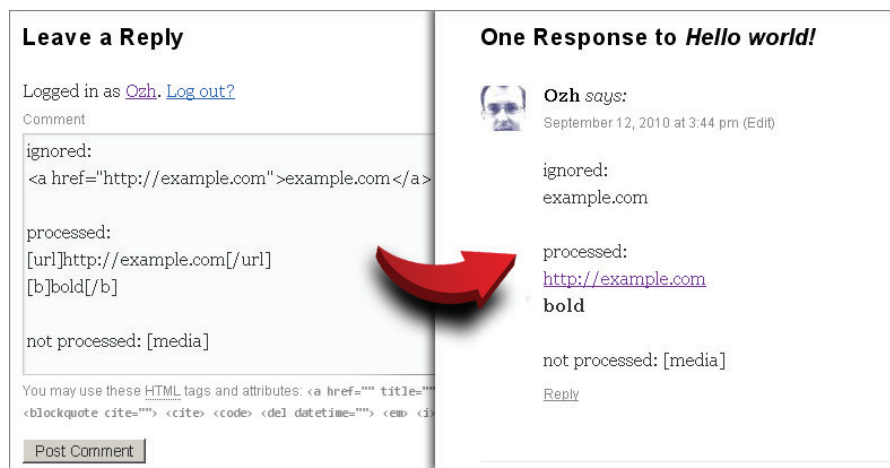 Leave a Reply
Logged in as Ozh. Log out?
Comment
ignored:
<a href="http://example.com">example.com</a>
processed:
[url]http://example.com[/url]
[b]bold[/b]
not processed: [media]
You may use these HTML tags and attributes: <a href="" title=""
<blockquote cite=""> <cite> <code> <del datetime=""> <em> <i>
Post Comment
One Response to Hello world!
Ozh says:
September 12, 2010 at 3:44 pm (Edit)
ignored:
example.com
processed:
http://example.com
bold
not processed: [media]
Reply